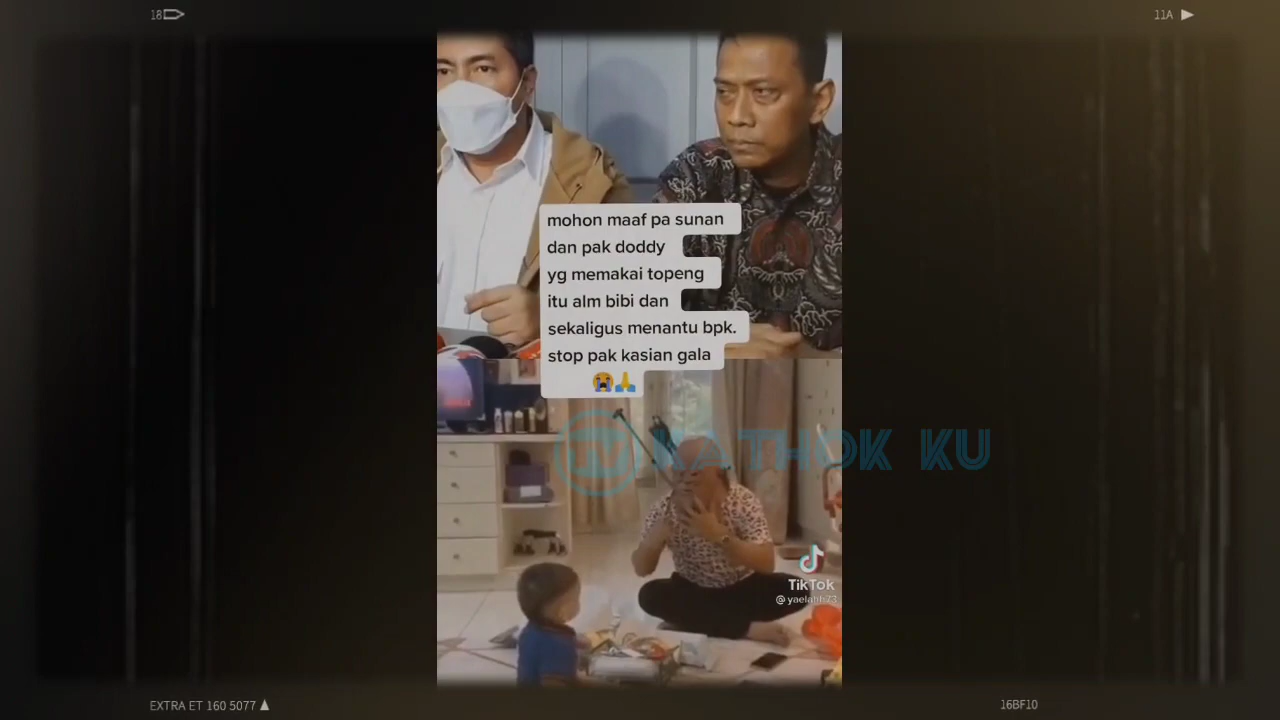 18
11A
mohon maaf pa sunan
dan pak doddy
yg memakai topeng
itu alm bibi dan
sekaligus menantu bpk.
stop pak kasian gala
😭🙏
KATHOK KU
TikTok
@yaelahh73
EXTRA ET 160 5077
16BF10